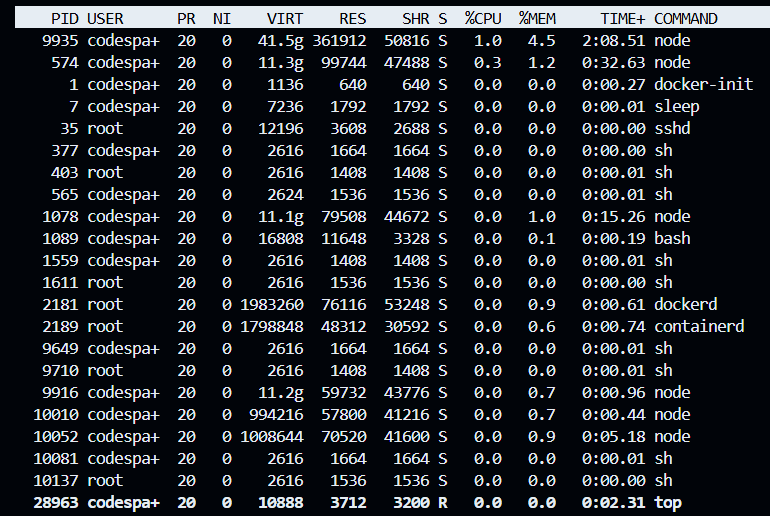 PID USER PR NI VIRT RES SHR S %CPU %MEM TIME+ COMMAND
9935 codespa+ 20 0 41.5g 361912 50816 S 1.0 4.5 2:08.51 node
574 codespa+ 20 0 11.3g 99744 47488 S 0.3 1.2 0:32.63 node
1 codespa+ 20 0 1136 640 640 S 0.0 0.0 0:00.27 docker-init
7 codespa+ 20 0 7236 1792 1792 S 0.0 0.0 0:00.01 sleep
35 root 20 0 12196 3608 2688 S 0.0 0.0 0:00.00 sshd
377 codespa+ 20 0 2616 1664 1664 S 0.0 0.0 0:00.01 sh
403 root 20 0 2616 1408 1408 S 0.0 0.0 0:00.01 sh
565 codespa+ 20 0 2624 1536 1536 S 0.0 0.0 0:00.01 sh
1078 codespa+ 20 0 11.1g 79508 44672 S 0.0 1.0 0:15.26 node
1089 codespa+ 20 0 16808 11648 3328 S 0.0 0.1 0:00.19 bash
1559 codespa+ 20 0 2616 1408 1408 S 0.0 0.0 0:00.01 sh
1611 root 20 0 2616 1536 1536 S 0.0 0.0 0:00.00 sh
2181 root 20 0 1983260 76116 53248 S 0.0 0.9 0:00.61 dockerd
2189 root 20 0 1798848 48312 30592 S 0.0 0.6 0:00.74 containerd
9649 codespa+ 20 0 2616 1664 1664 S 0.0 0.0 0:00.01 sh
9710 root 20 0 2616 1408 1408 S 0.0 0.0 0:00.01 sh
9916 codespa+ 20 0 11.2g 59732 43776 S 0.0 0.7 0:00.96 node
10010 codespa+ 20 0 994216 57800 41216 S 0.0 0.7 0:00.44 node
10052 codespa+ 20 0 1008644 70520 41600 S 0.0 0.9 0:05.18 node
10081 codespa+ 20 0 2616 1664 1664 S 0.0 0.0 0:00.01 sh
10137 root 20 0 2616 1536 1536 S 0.0 0.0 0:00.00 sh
28963 codespa+ 20 0 10888 3712 3200 R 0.0 0.0 0:02.31 top